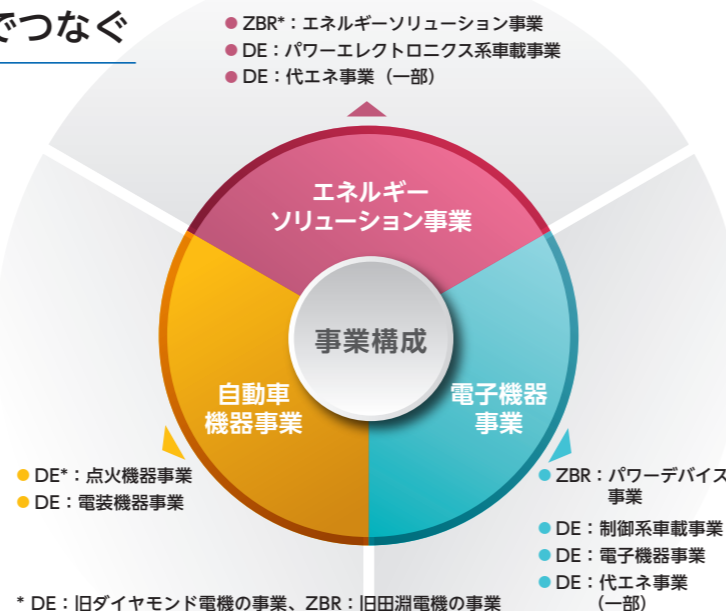 でつなぐ
● ZBR*：エネルギーソリューション事業
● DE：パワーエレクトロニクス系車載事業
● DE：代エネ事業（一部）
エネルギー
ソリューション事業
事業構成
自動車
機器事業
電子機器
事業
● DE*：点火機器事業
● DE：電装機器事業
● ZBR：パワーデバイス
事業
● DE：制御系車載事業
● DE：電子機器事業
● DE：代エネ事業
（一部）
* DE：旧ダイヤモンド電機の事業、ZBR：旧田淵電機の事業